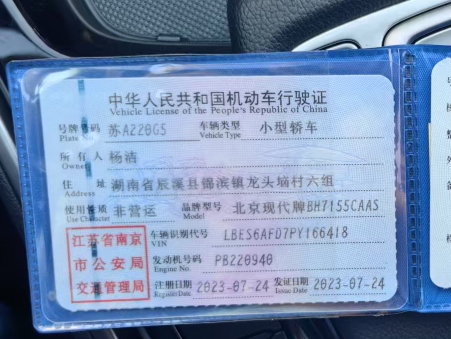 中华人民共和国机动车行驶证
Vehicle License of the People's Republic of China
号牌号码 苏A220G5 车辆类型 小型轿车
Plate No. Vehicle Type
所有人 杨洁
Owner
住址 湖南省辰溪县锦滨镇龙头垴村六组
Address
使用性质 非营运 品牌型号 北京现代牌BH7155CAAS
Use Character Model
江苏省南京市公安局交通管理局
车辆识别代号 LBES6AFD7PY166418
VIN
发动机号码 PB220940
Engine No.
注册日期 2023-07-24 发证日期 2023-07-24
Register Date Issue Date